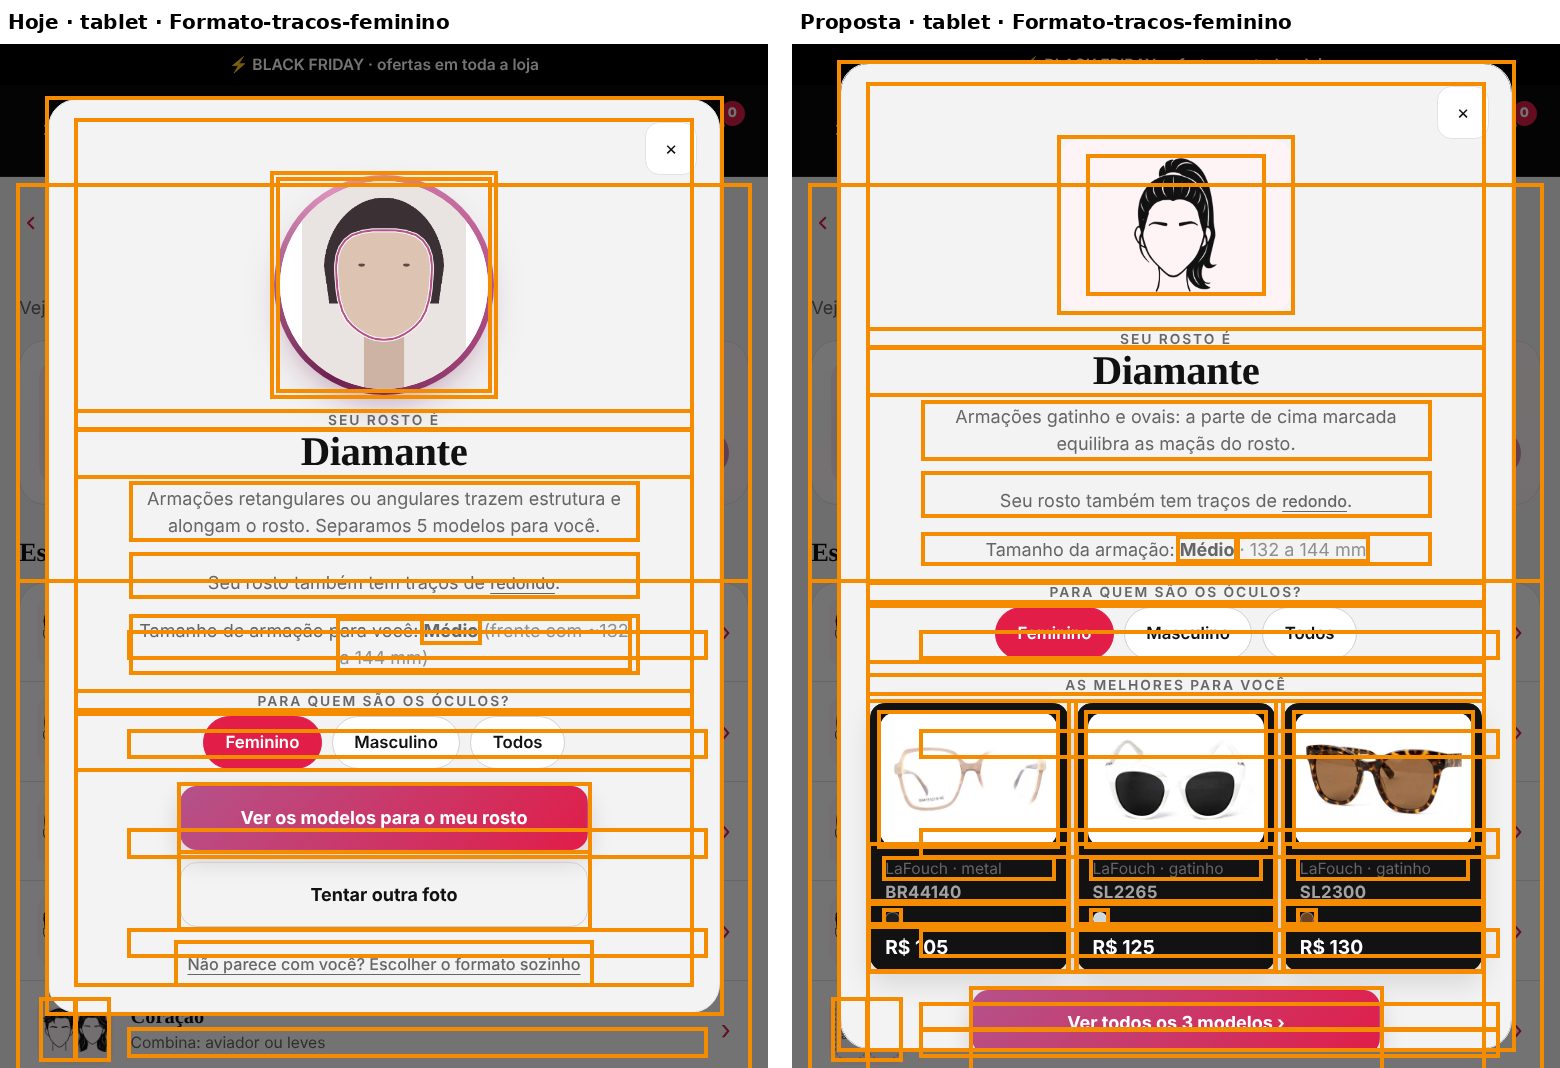 Hoje · tablet · Formato-tracos-feminino
⚡ BLACK FRIDAY · ofertas em toda a loja
0
×
Vej
SEU ROSTO É
Diamante
Armações retangulares ou angulares trazem estrutura e
alongam o rosto. Separamos 5 modelos para você.
Es
Seu rosto também tem traços de redondo.
Tamanho de armação para você: Médio (frente com · 132
a 144 mm)
PARA QUEM SÃO OS ÓCULOS?
Feminino Masculino Todos
Ver os modelos para o meu rosto
Tentar outra foto
Não parece com você? Escolher o formato sozinho
Coração
Combina: aviador ou leves
Proposta · tablet · Formato-tracos-feminino
0
×
Vej
SEU ROSTO É
Diamante
Armações gatinho e ovais: a parte de cima marcada
equilibra as maçãs do rosto.
Seu rosto também tem traços de redondo.
Es
Tamanho da armação: Médio · 132 a 144 mm
PARA QUEM SÃO OS ÓCULOS?
Feminino Masculino Todos
AS MELHORES PARA VOCÊ
LaFouch · metal
BR44140
R$ 105
LaFouch · gatinho
SL2265
R$ 125
LaFouch · gatinho
SL2300
R$ 130
Ver todos os 3 modelos ›